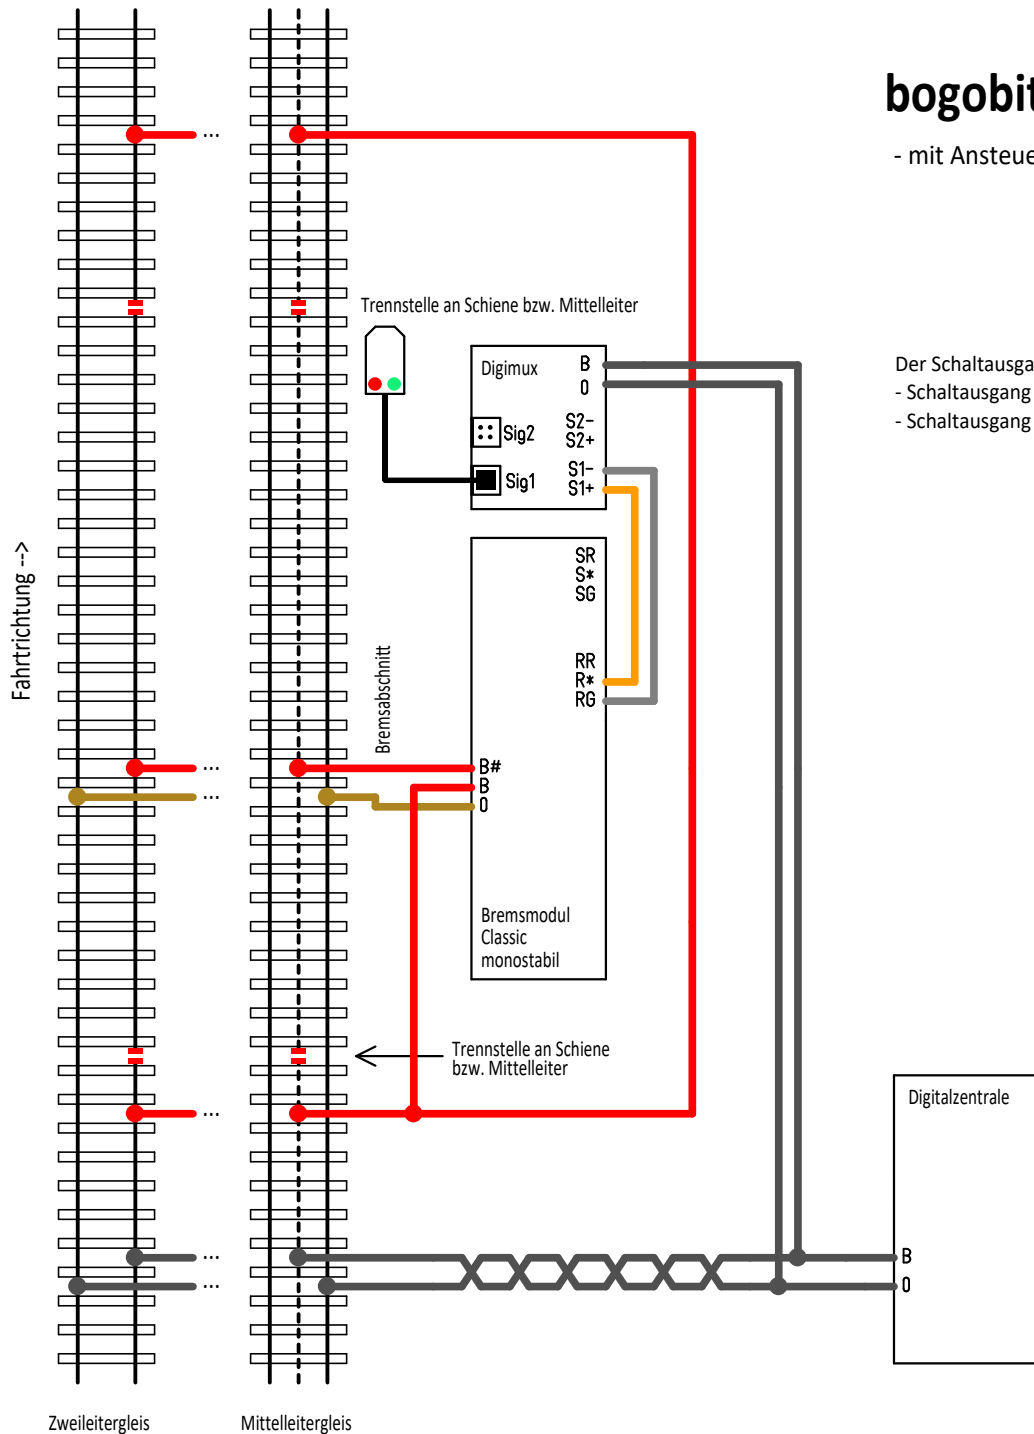 bogobit
- mit Ansteue
Trennstelle an Schiene bzw. Mittelleiter
Der Schaltausga
- Schaltausgang
- Schaltausgang
Digimux
B
0
S2-
S2+
Sig2
S1-
S1+
Sig1
Fahrtrichtung -->
SR
S*
SG
RR
R*
RG
Bremsabschnitt
...
...
...
B#
B
0
Bremsmodul
Classic
monostabil
Trennstelle an Schiene
bzw. Mittelleiter
...
Digitalzentrale
...
...
B
0
Zweileitergleis
Mittelleitergleis